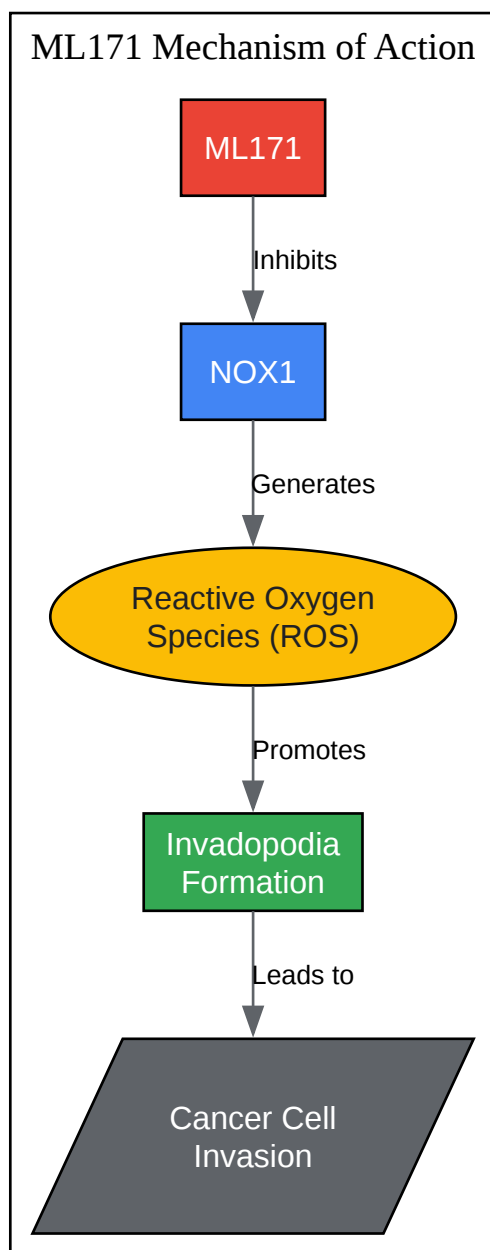 ML171 Mechanism of Action
ML171
Inhibits
NOX1
Generates
Reactive Oxygen
Species (ROS)
Promotes
Invadopodia
Formation
Leads to
Cancer Cell
Invasion